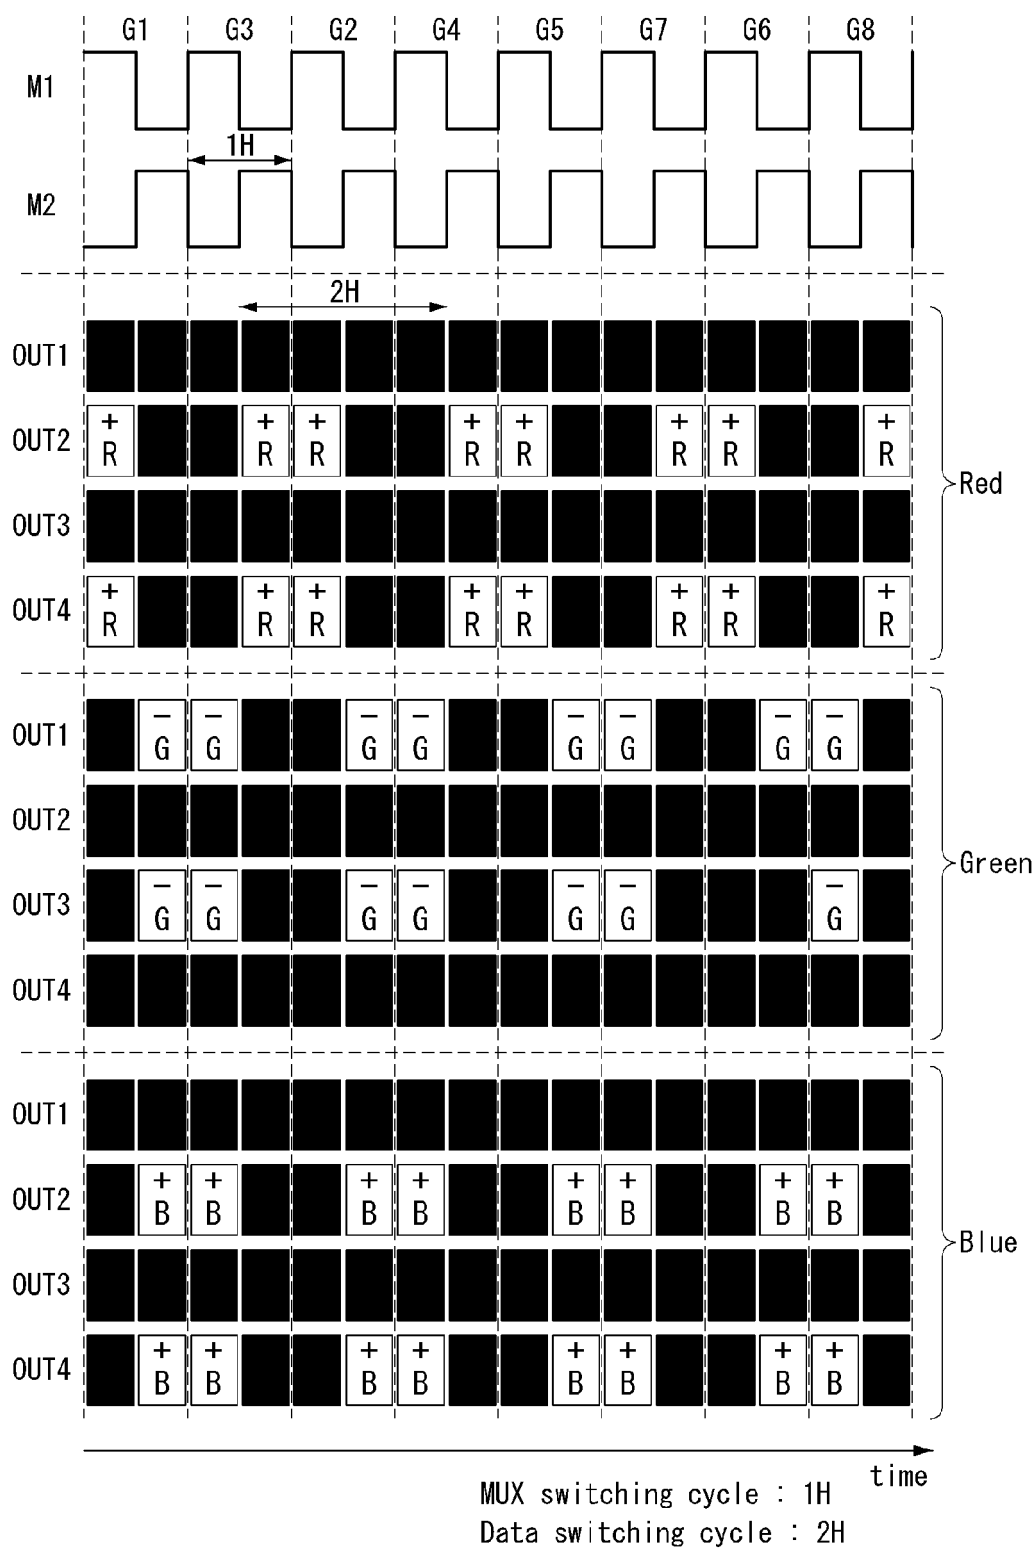 G1 G3 G2 G4 G5 G7 G6 G8
M1
1H
M2
2H
OUT1
OUT2 + R + R + R + R + R + R + R + R
OUT3
OUT4 + R + R + R + R + R + R + R + R
Red
OUT1 − G − G − G − G − G − G − G − G
OUT2
OUT3 − G − G − G − G − G − G − G
OUT4
Green
OUT1
OUT2 + B + B + B + B + B + B + B + B
OUT3
OUT4 + B + B + B + B + B + B + B + B
Blue
time
MUX switching cycle : 1H
Data switching cycle : 2H